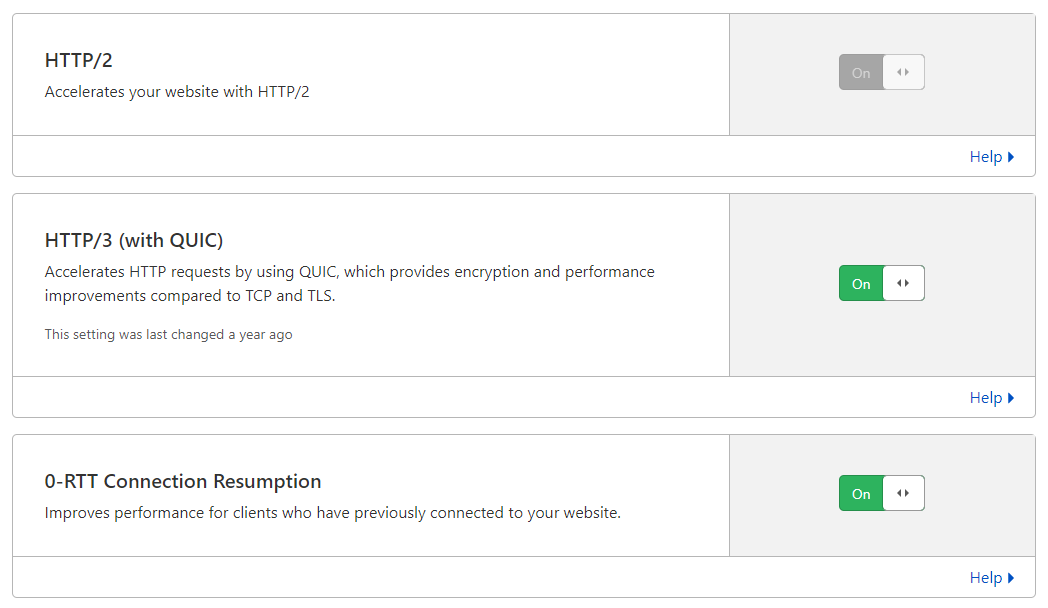 HTTP/2
On
Accelerates your website with HTTP/2
Help
HTTP/3 (with QUIC)
Accelerates HTTP requests by using QUIC, which provides encryption and performance
On
improvements compared to TCP and TLS.
This setting was last changed a year ago
Help
0-RTT Connection Resumption
On
Improves performance for clients who have previously connected to your website.
Help